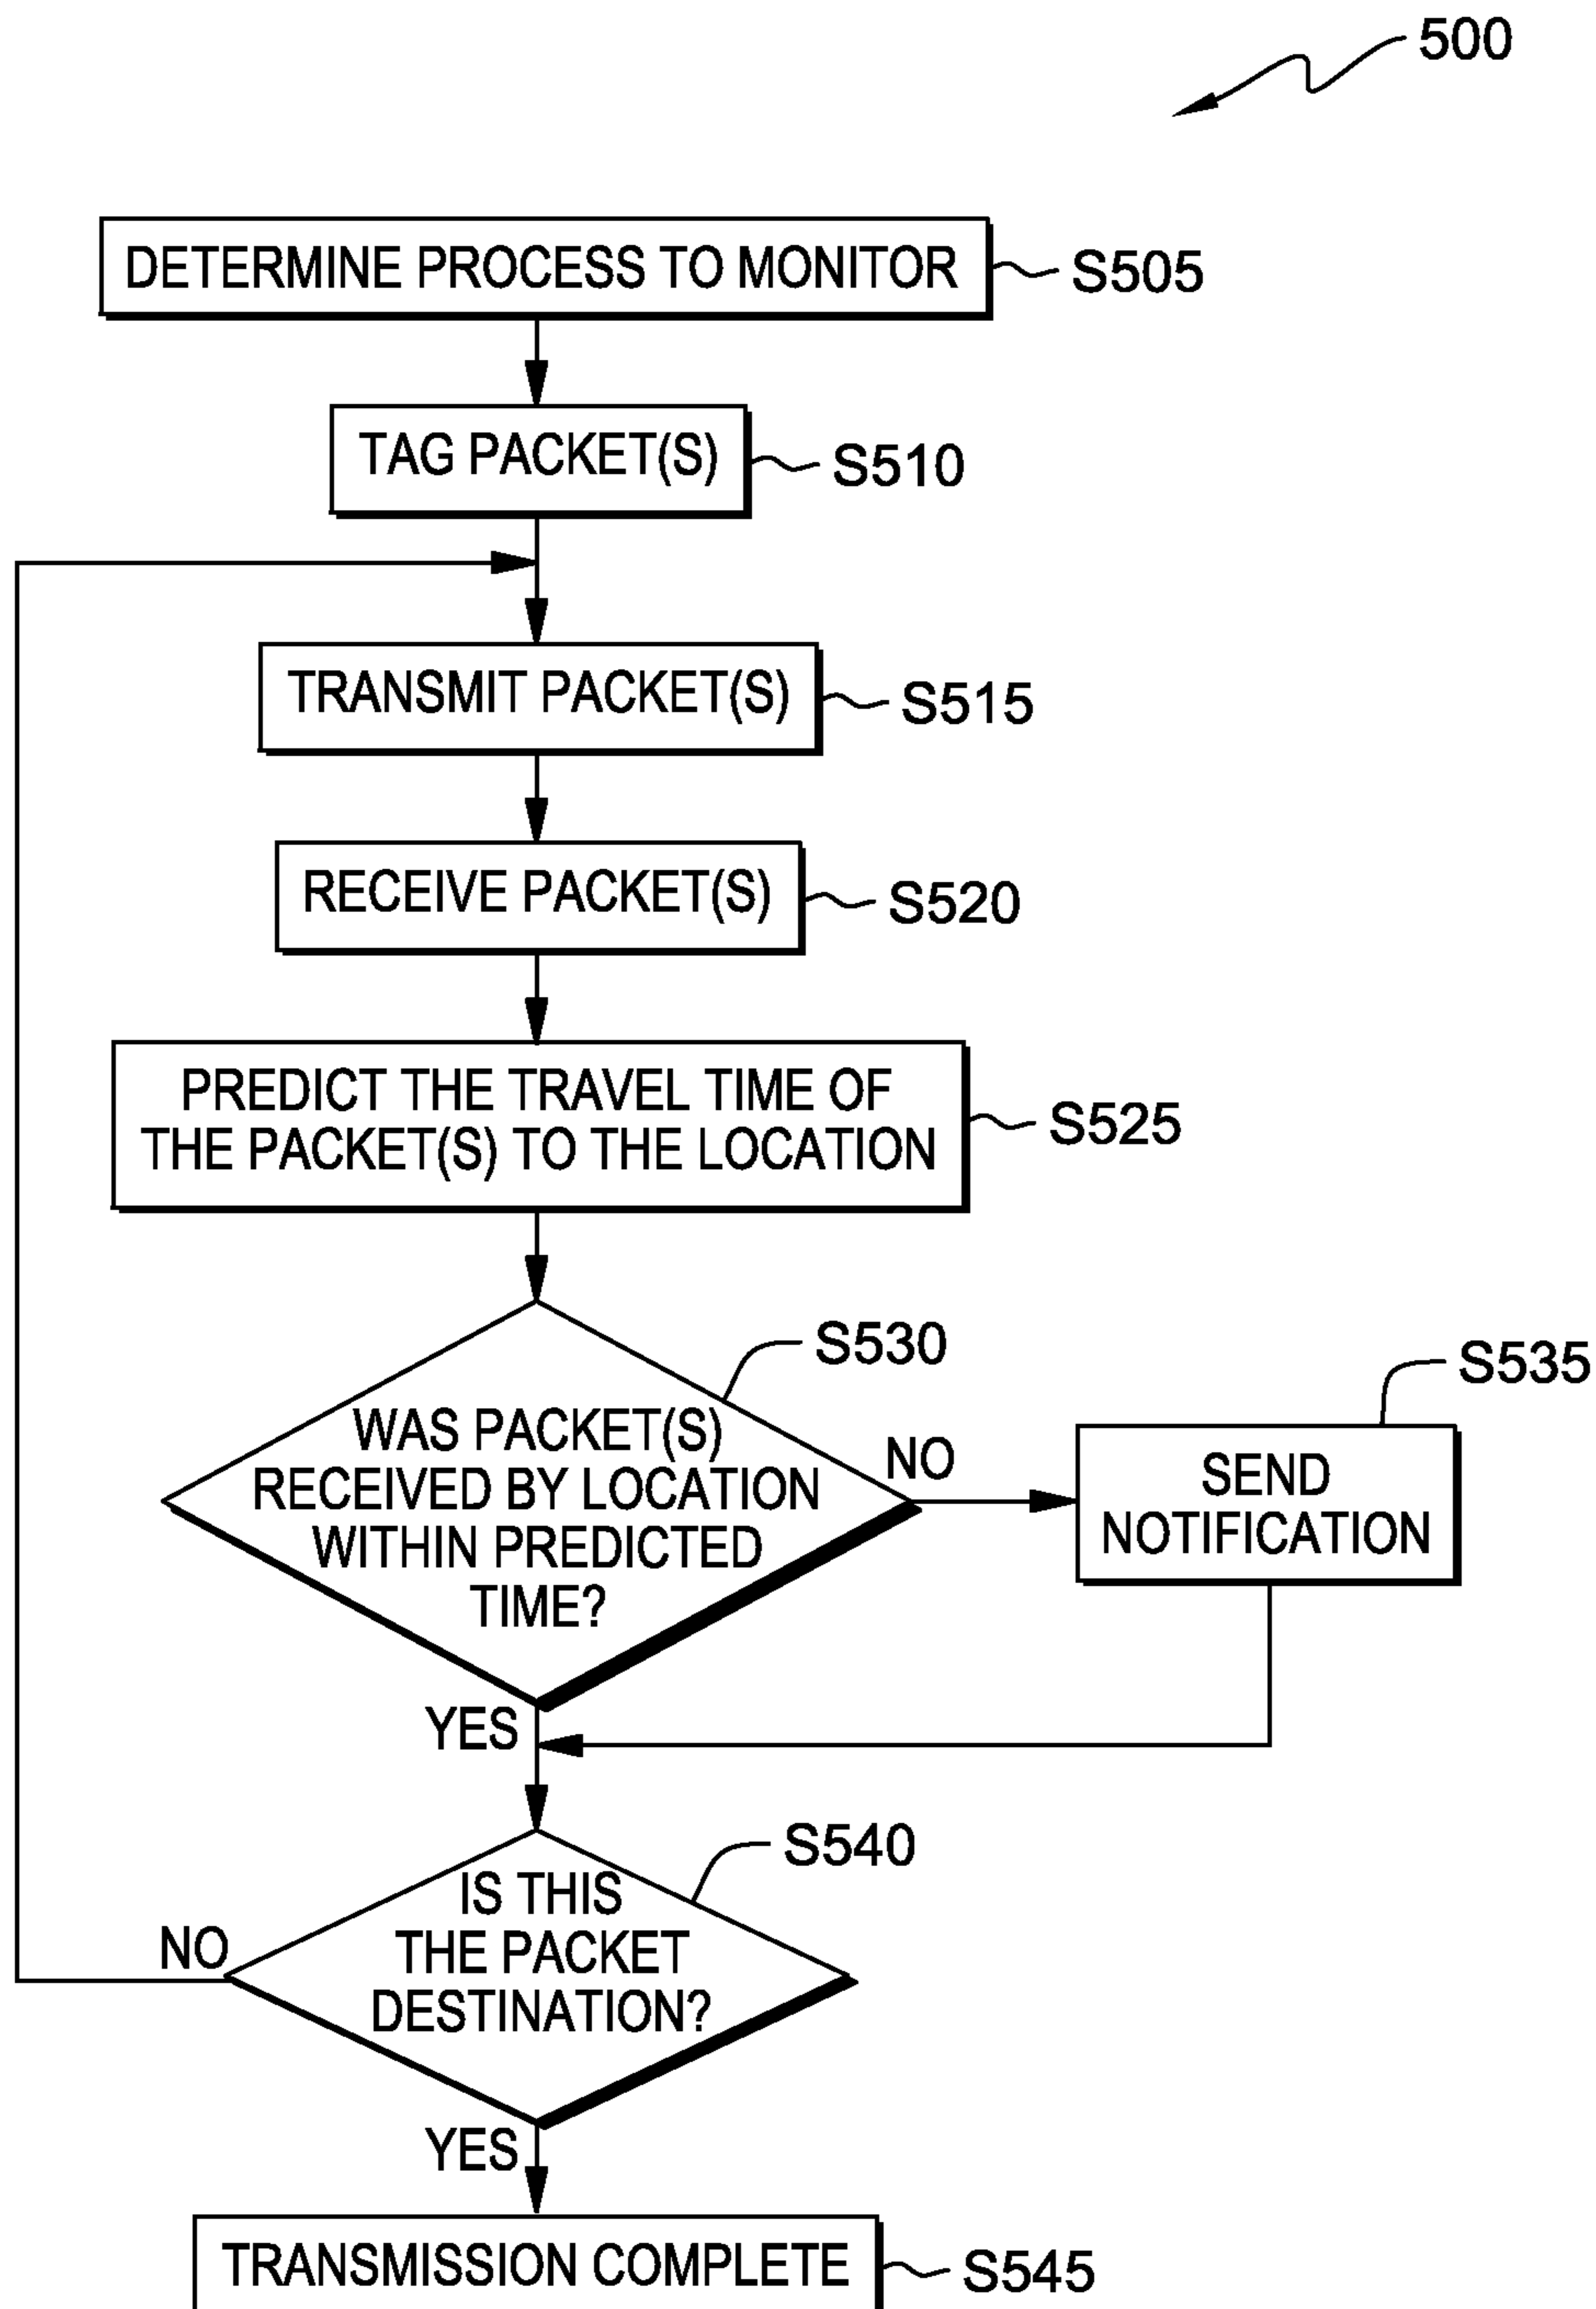 500
DETERMINE PROCESS TO MONITOR
S505
TAG PACKET(S)
S510
TRANSMIT PACKET(S)
S515
RECEIVE PACKET(S)
S520
PREDICT THE TRAVEL TIME OF
THE PACKET(S) TO THE LOCATION
S525
S530
WAS PACKET(S)
RECEIVED BY LOCATION
WITHIN PREDICTED
TIME?
NO
S535
SEND
NOTIFICATION
YES
S540
IS THIS
THE PACKET
DESTINATION?
NO
YES
TRANSMISSION COMPLETE
S545